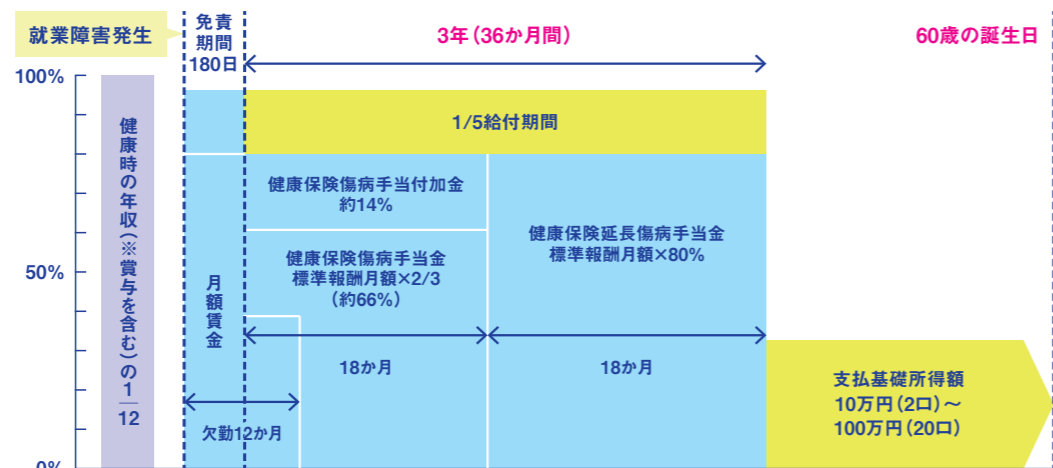 就業障害発生
免責
期間
180日
3年（36か月間）
60歳の誕生日
100%
50%
0%
健康時の年収（※賞与を含む）の1/12
1/5給付期間
健康保険傷病手当付加金
約14%
健康保険傷病手当金
標準報酬月額×2/3
（約66%）
健康保険延長傷病手当金
標準報酬月額×80%
月額賃金
18か月
18か月
欠勤12か月
支払基礎所得額
10万円（2口）～
100万円（20口）